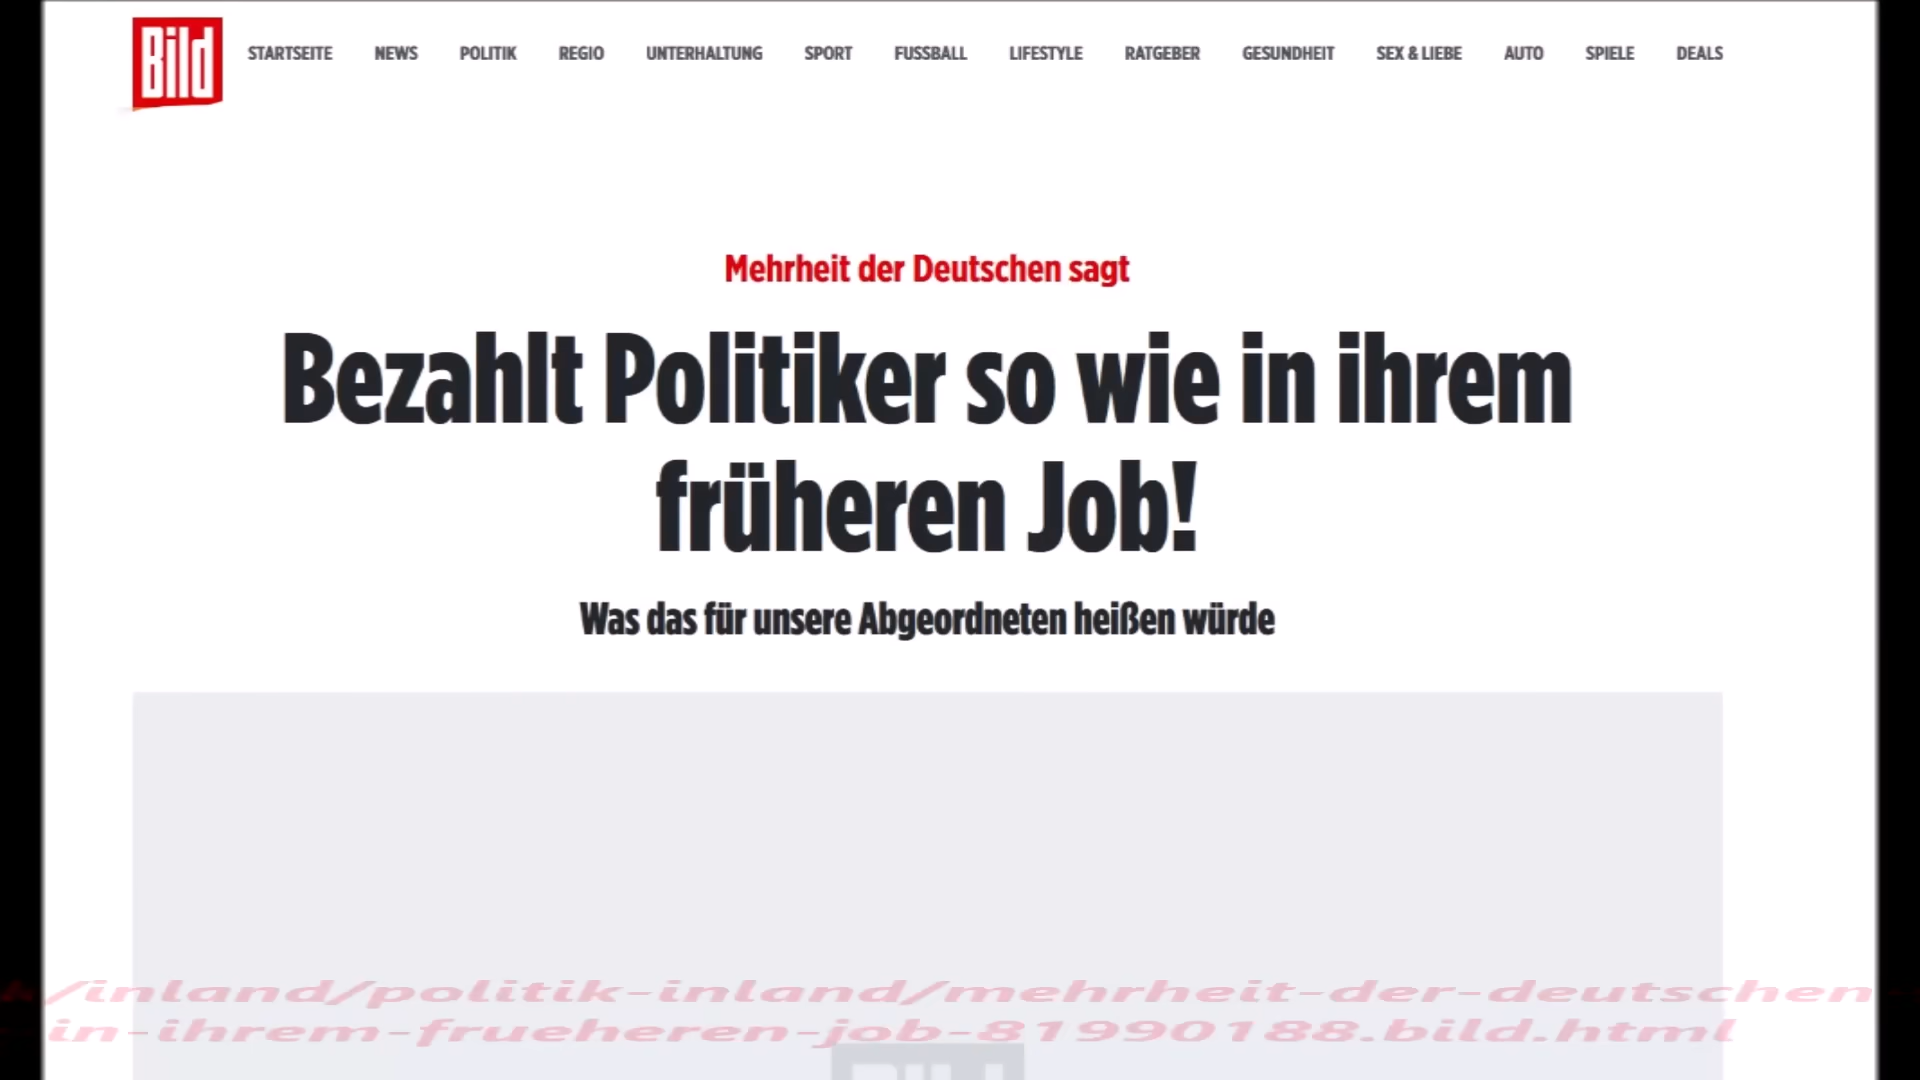 Bild
STARTSEITE NEWS POLITIK REGIO UNTERHALTUNG SPORT FUSSBALL LIFESTYLE RATGEBER GESUNDHEIT SEX & LIEBE AUTO SPIELE DEALS
Mehrheit der Deutschen sagt
Bezahlt Politiker so wie in ihrem
früheren Job!
Was das für unsere Abgeordneten heißen würde
/inland/politik-inland/mehrheit-der-deutschen-
in-ihrem-frueheren-job-81990188.bild.html
BILD